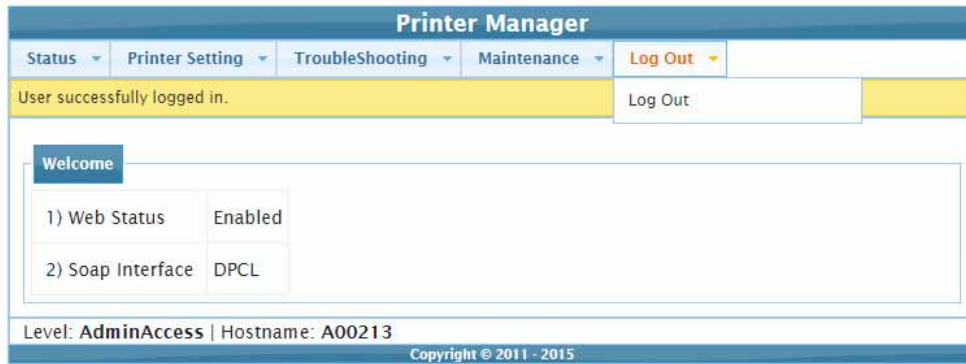 Printer Manager
Status Printer Setting TroubleShooting Maintenance Log Out
User successfully logged in.
Log Out
Welcome
1) Web Status Enabled
2) Soap Interface DPCL
Level: AdminAccess | Hostname: A00213
Copyright © 2011 - 2015